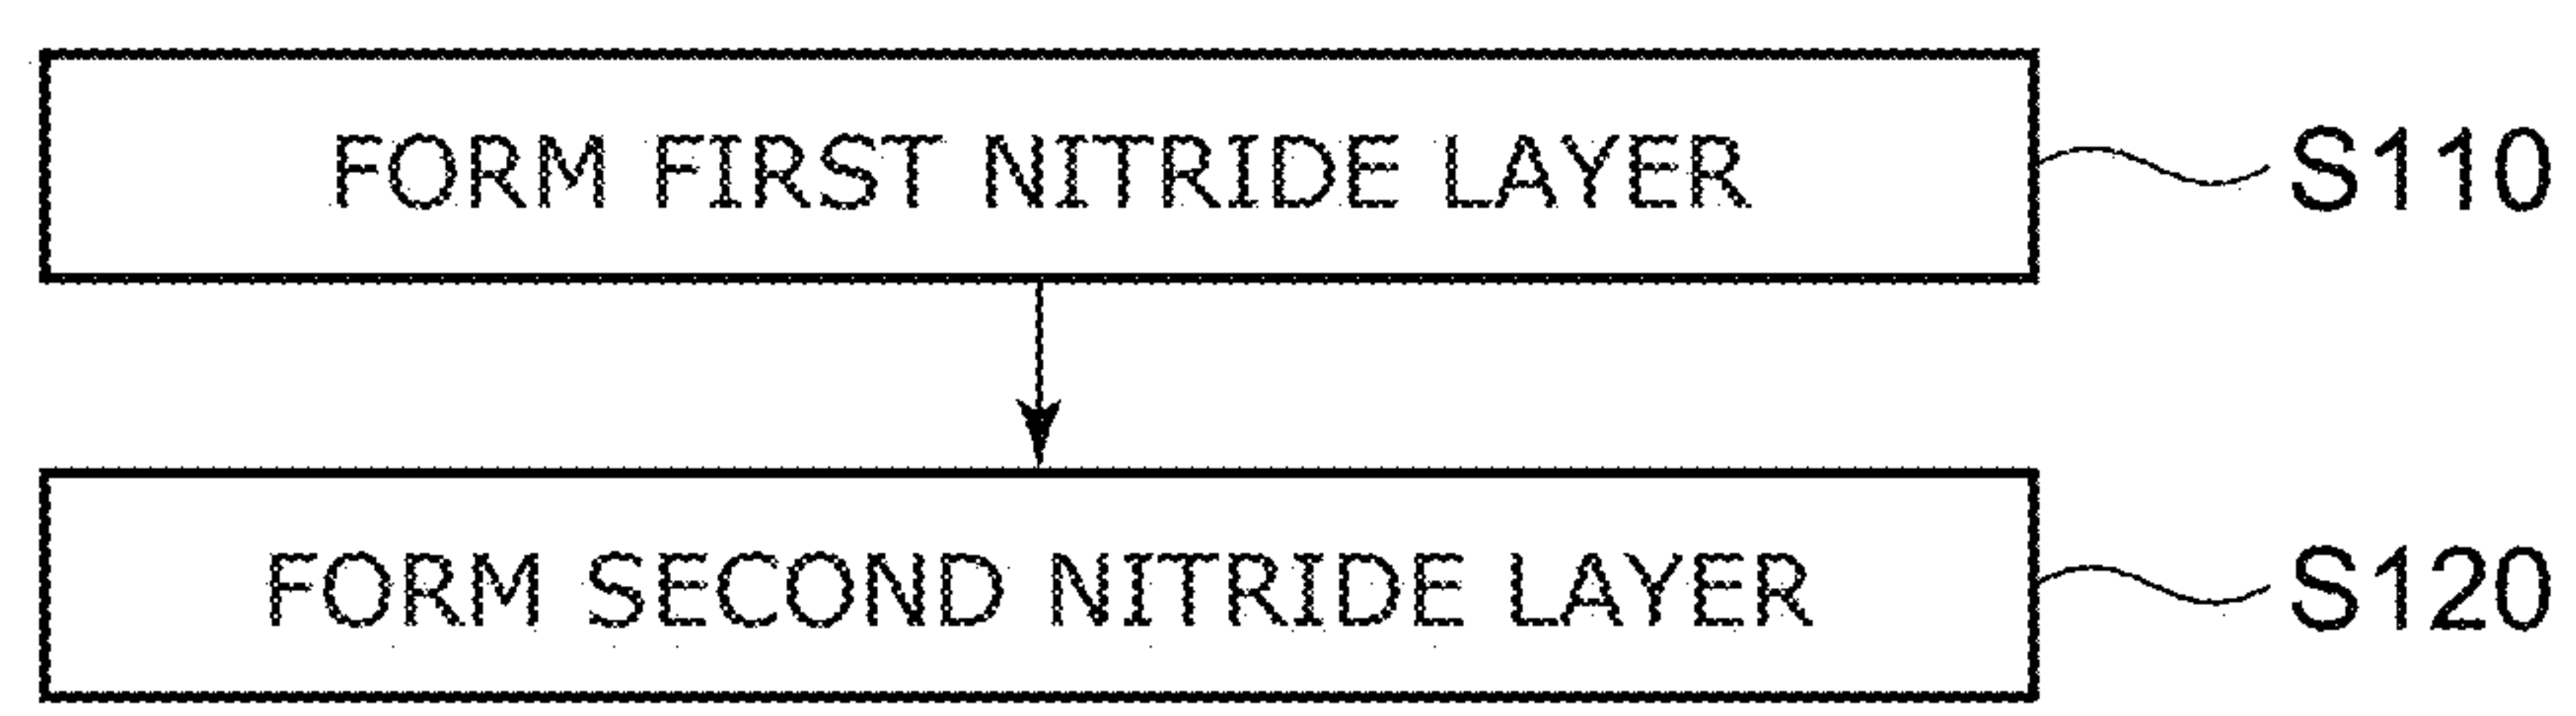 FORM FIRST NITRIDE LAYER S110
FORM SECOND NITRIDE LAYER S120